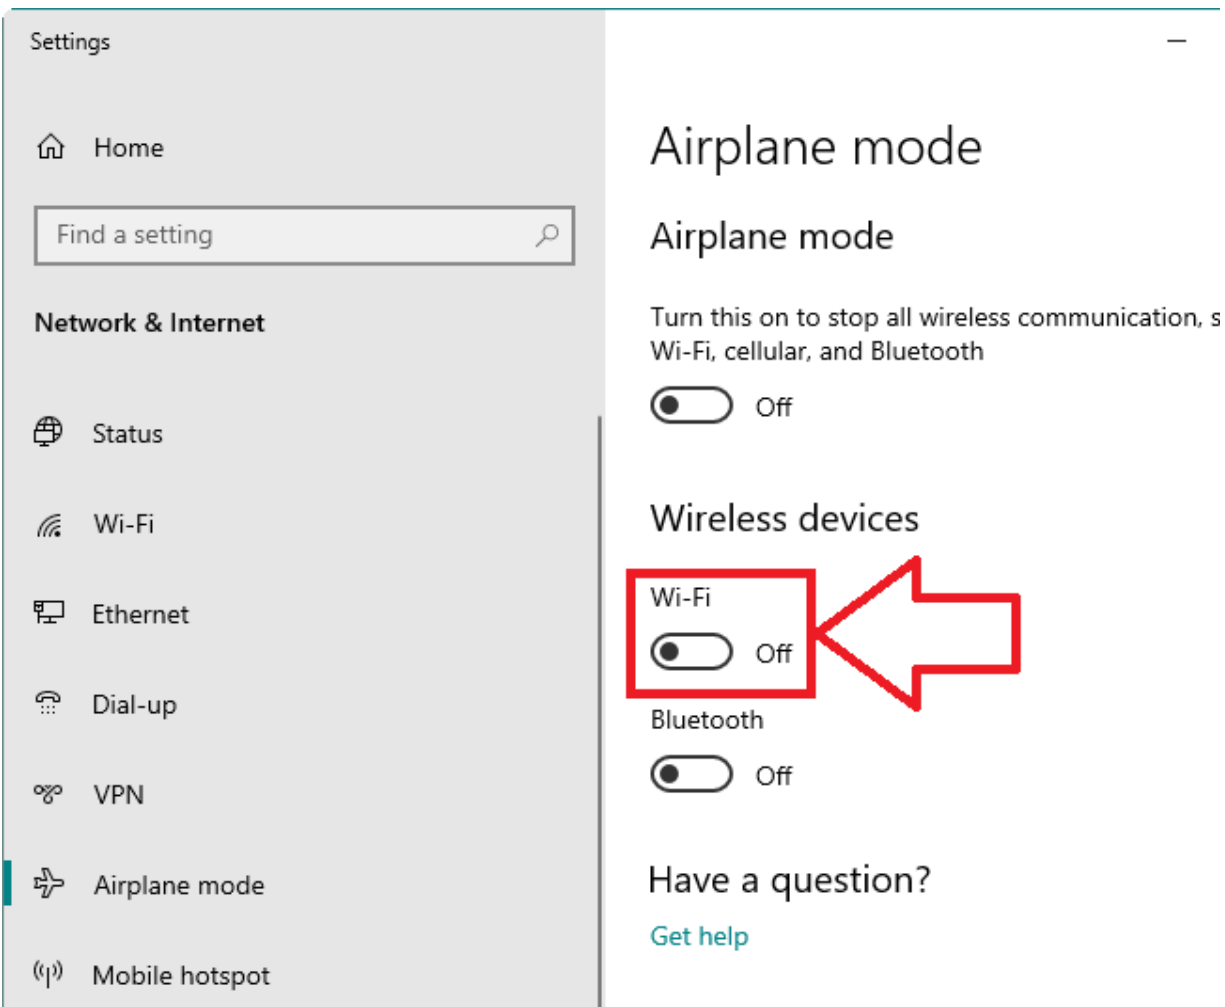 Settings
Home
Find a setting
Network & Internet
Status
Wi-Fi
Ethernet
Dial-up
VPN
Airplane mode
Mobile hotspot
Airplane mode
Airplane mode
Turn this on to stop all wireless communication,
Wi-Fi, cellular, and Bluetooth
Off
Wireless devices
Wi-Fi
Off
Bluetooth
Off
Have a question?
Get help